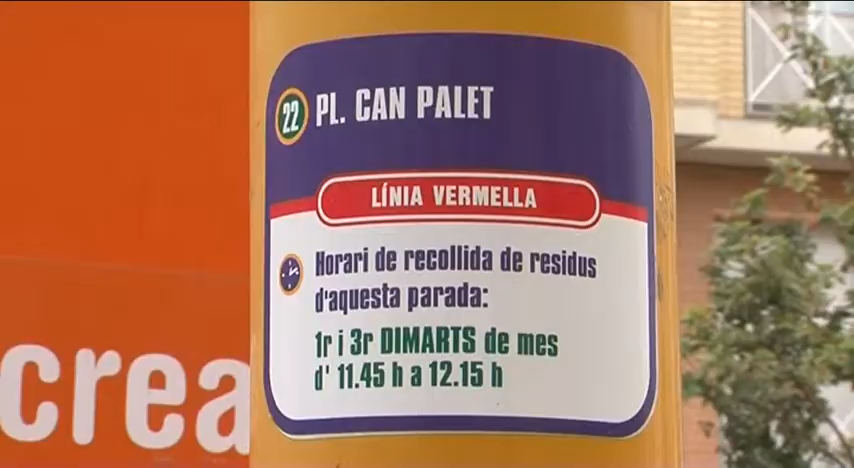 22 PL. CAN PALET
LÍNIA VERMELLA
Horari de recollida de residus
d'aquesta parada:
1r i 3r DIMARTS de mes
d' 11.45 h a 12.15 h
crea